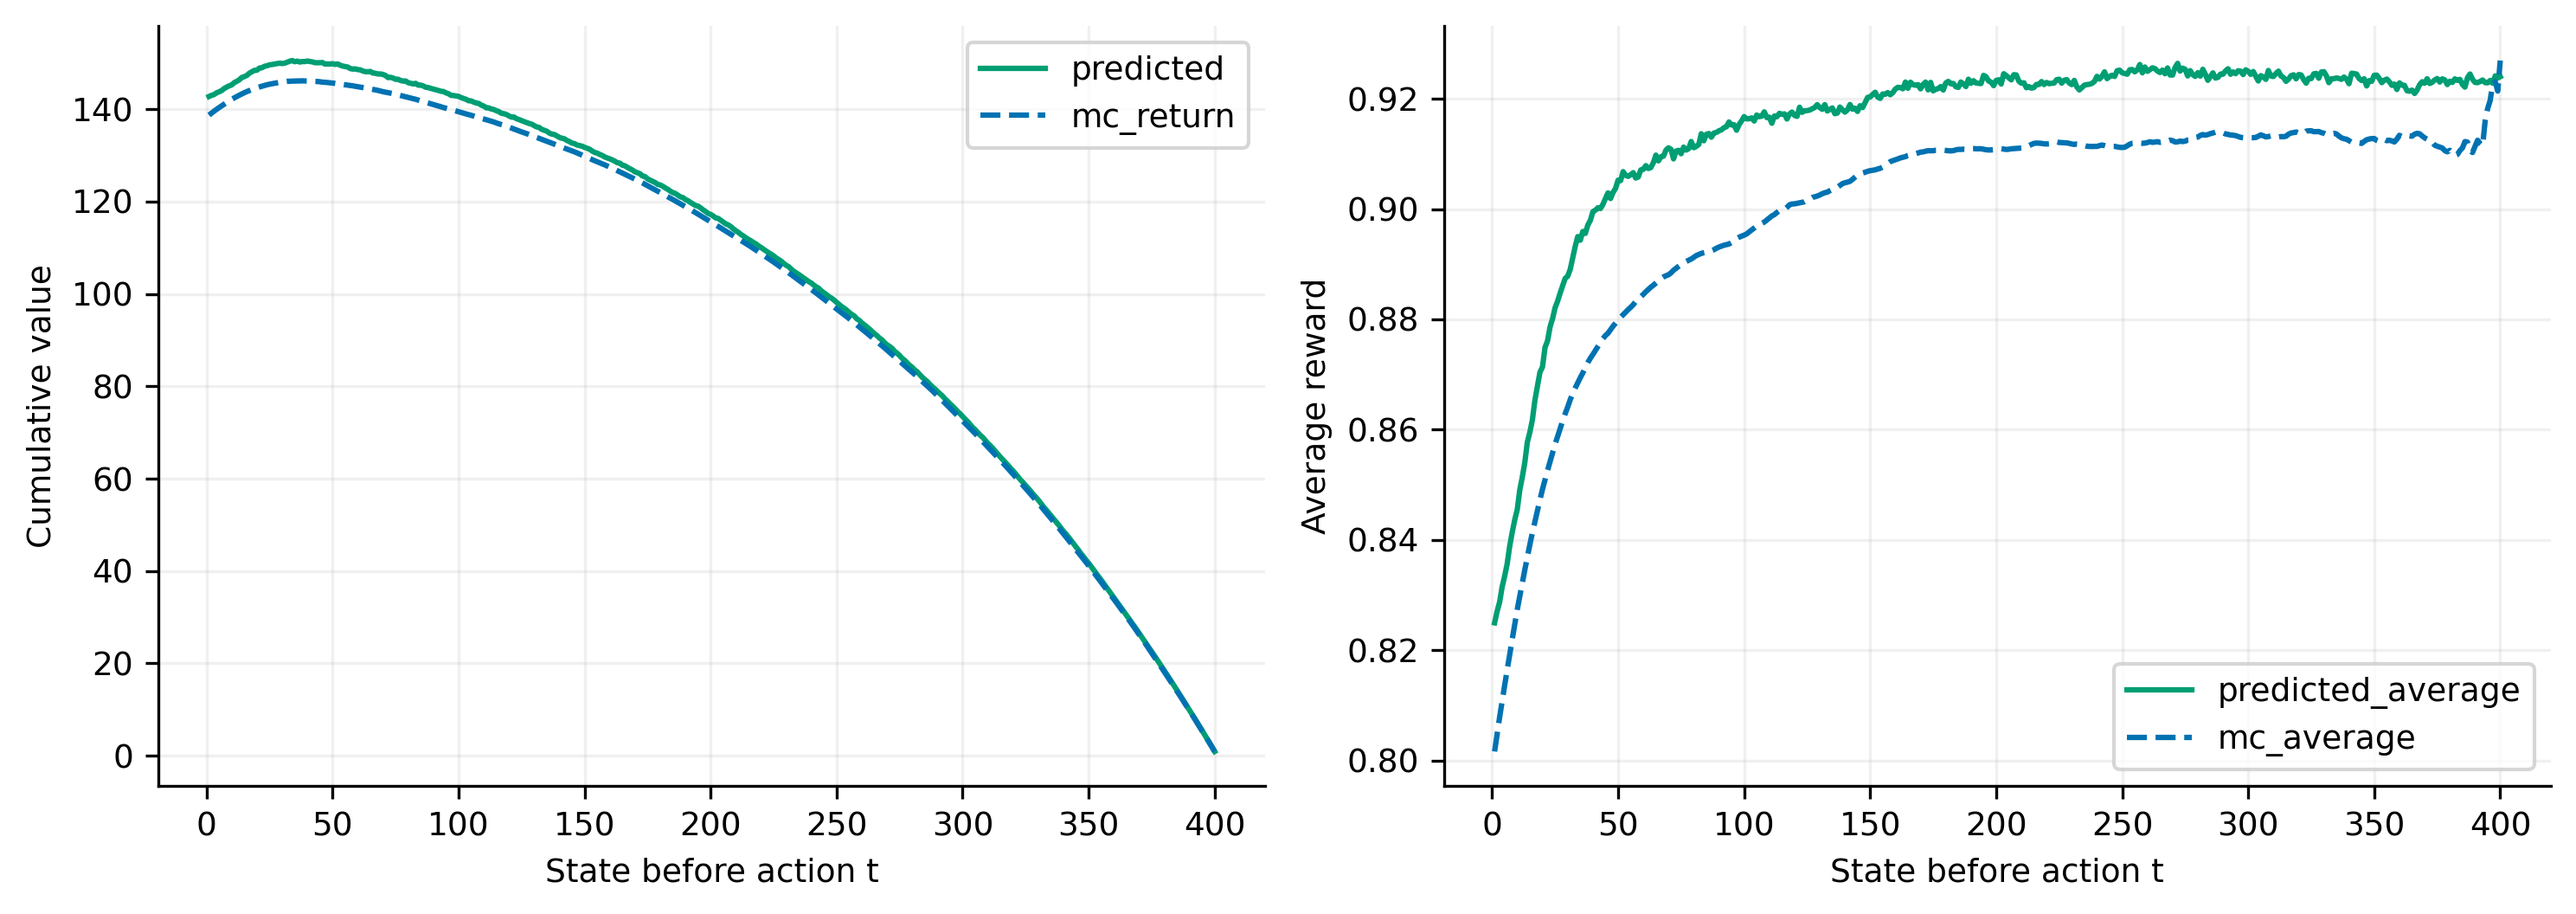 predicted
mc_return
140
120
100
80
60
40
20
0
Cumulative value
0 50 100 150 200 250 300 350 400
State before action t
0.92
0.90
0.88
0.86
0.84
0.82
0.80
Average reward
predicted_average
mc_average
0 50 100 150 200 250 300 350 400
State before action t